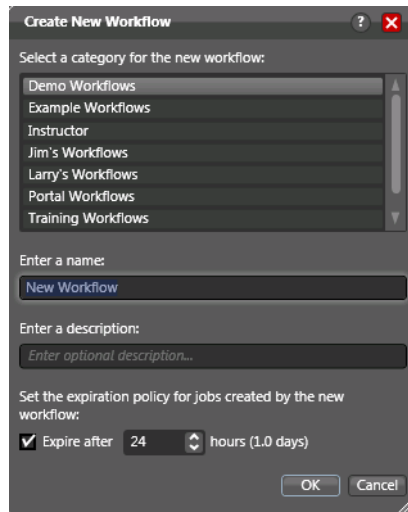 Create New Workflow ?
Select a category for the new workflow:
Demo Workflows
Example Workflows
Instructor
Jim's Workflows
Larry's Workflows
Portal Workflows
Training Workflows
Enter a name:
New Workflow
Enter a description:
Enter optional description...
Set the expiration policy for jobs created by the new
workflow:
Expire after 24 hours (1.0 days)
OK Cancel